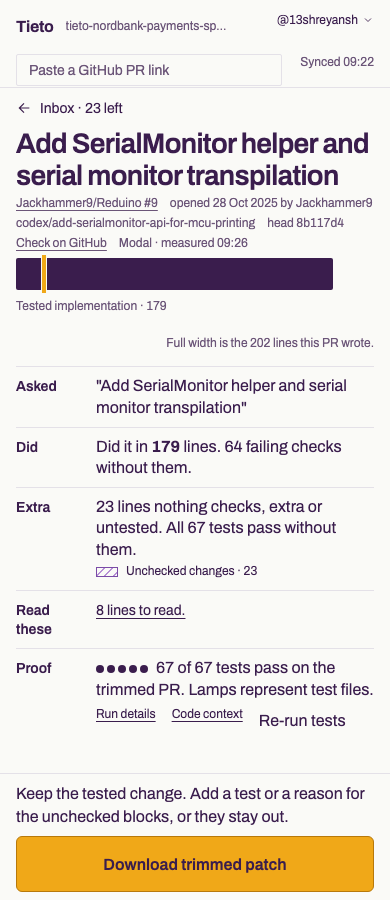 Tieto
tieto-nordbank-payments-sp...
@13shreyansh
Paste a GitHub PR link
Synced 09:22
← Inbox · 23 left
Add SerialMonitor helper and
serial monitor transpilation
Jackhammer9/Reduino #9 opened 28 Oct 2025 by Jackhammer9
codex/add-serialmonitor-api-for-mcu-printing head 8b117d4
Check on GitHub Modal · measured 09:26
Tested implementation · 179
Full width is the 202 lines this PR wrote.
Asked
"Add SerialMonitor helper and serial
monitor transpilation"
Did
Did it in 179 lines. 64 failing checks
without them.
Extra
23 lines nothing checks, extra or
untested. All 67 tests pass without
them.
Unchecked changes · 23
Read
these
8 lines to read.
Proof
67 of 67 tests pass on the
trimmed PR. Lamps represent test files.
Run details Code context Re-run tests
Keep the tested change. Add a test or a reason for
the unchecked blocks, or they stay out.
Download trimmed patch